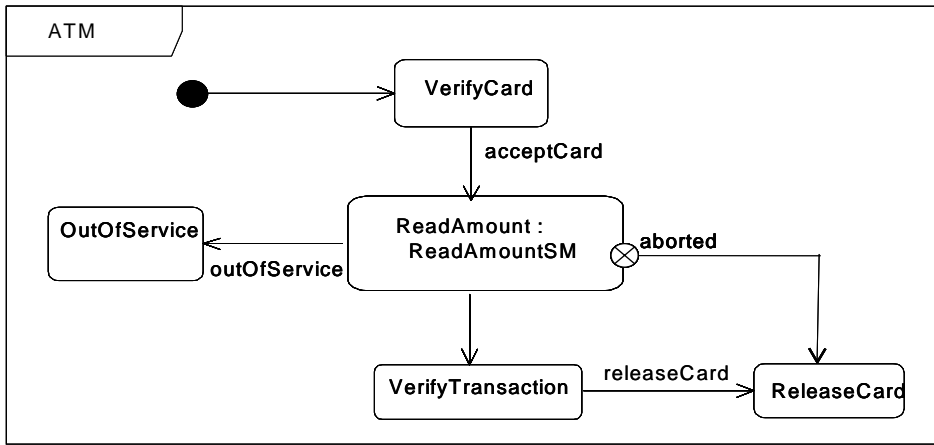 ATM
VerifyCard
acceptCard
ReadAmount :
ReadAmountSM
aborted
OutOfService
outOfService
VerifyTransaction
releaseCard
ReleaseCard